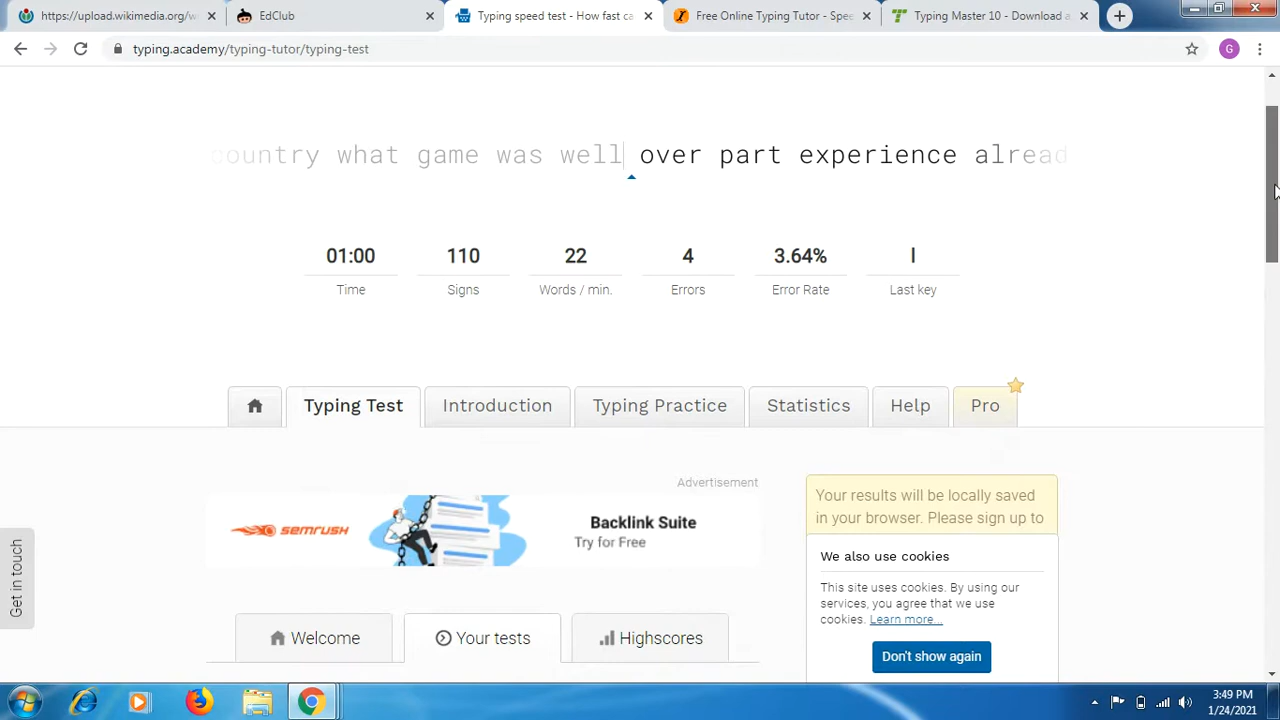 https://upload.wikimedia.org/w
EdClub
Typing speed test - How fast ca
Free Online Typing Tutor - Spee
Typing Master 10 - Download a
typing.academy/typing-tutor/typing-test
G
country what game was well over part experience alread
01:00
110
22
4
3.64%
l
Time
Signs
Words / min.
Errors
Error Rate
Last key
Typing Test
Introduction
Typing Practice
Statistics
Help
Pro
Advertisement
semrush
Backlink Suite
Try for Free
Your results will be locally saved
in your browser. Please sign up to
We also use cookies
This site uses cookies. By using our
services, you agree that we use
cookies. Learn more...
Don't show again
Get in touch
Welcome
Your tests
Highscores
3:49 PM
1/24/2021